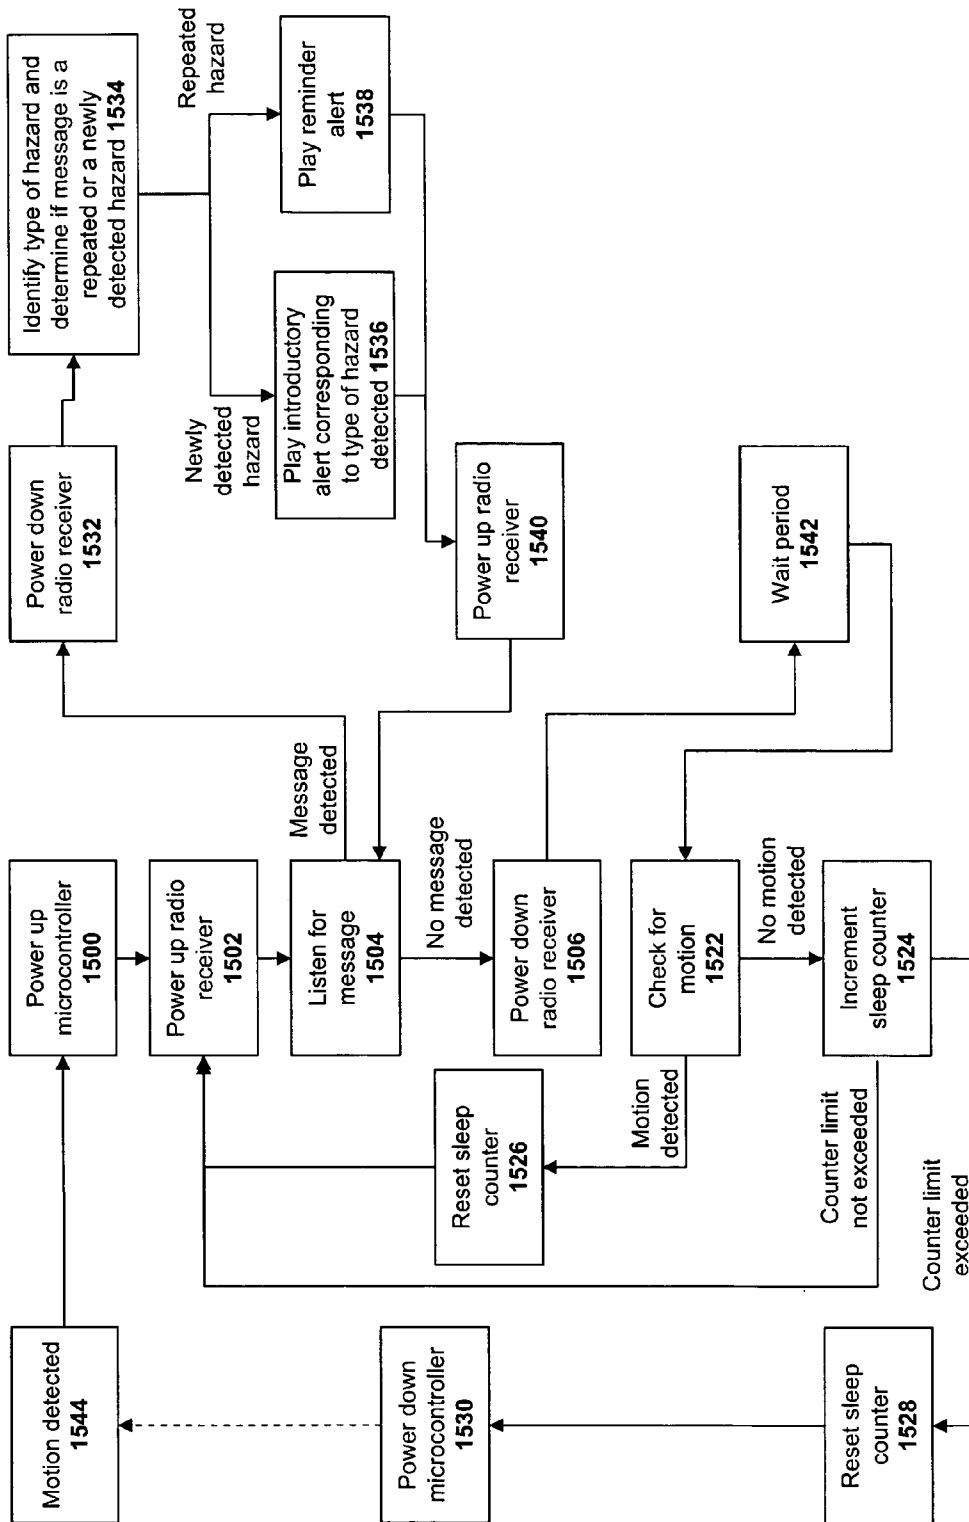 Motion detected
1544
Power down
microcontroller
1530
Reset sleep
counter
1528
Power up
microcontroller
1500
Power up radio
receiver
1502
Listen for
message
1504
Message
detected
No message
detected
Power down
radio receiver
1506
Check for
motion
1522
Motion
detected
No motion
detected
Reset sleep
counter
1526
Increment
sleep counter
1524
Counter limit
not exceeded
Counter limit
exceeded
Power down
radio receiver
1532
Identify type of hazard and
determine if message is a
repeated or a newly
detected hazard 1534
Newly
detected
hazard
Repeated
hazard
Play introductory
alert corresponding
to type of hazard
detected 1536
Play reminder
alert
1538
Power up radio
receiver
1540
Wait period
1542